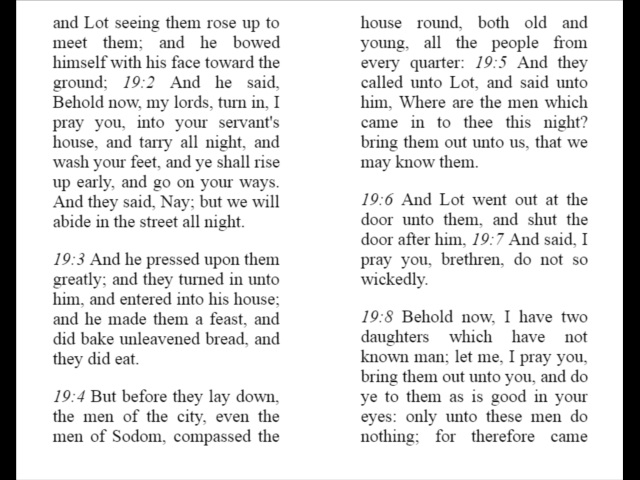 and Lot seeing them rose up to
meet them; and he bowed
himself with his face toward the
ground; 19:2 And he said,
Behold now, my lords, turn in, I
pray you, into your servant's
house, and tarry all night, and
wash your feet, and ye shall rise
up early, and go on your ways.
And they said, Nay; but we will
abide in the street all night.
19:3 And he pressed upon them
greatly; and they turned in unto
him, and entered into his house;
and he made them a feast, and
did bake unleavened bread, and
they did eat.
19:4 But before they lay down,
the men of the city, even the
men of Sodom, compassed the
house round, both old and
young, all the people from
every quarter: 19:5 And they
called unto Lot, and said unto
him, Where are the men which
came in to thee this night?
bring them out unto us, that we
may know them.
19:6 And Lot went out at the
door unto them, and shut the
door after him, 19:7 And said, I
pray you, brethren, do not so
wickedly.
19:8 Behold now, I have two
daughters which have not
known man; let me, I pray you,
bring them out unto you, and do
ye to them as is good in your
eyes: only unto these men do
nothing; for therefore came